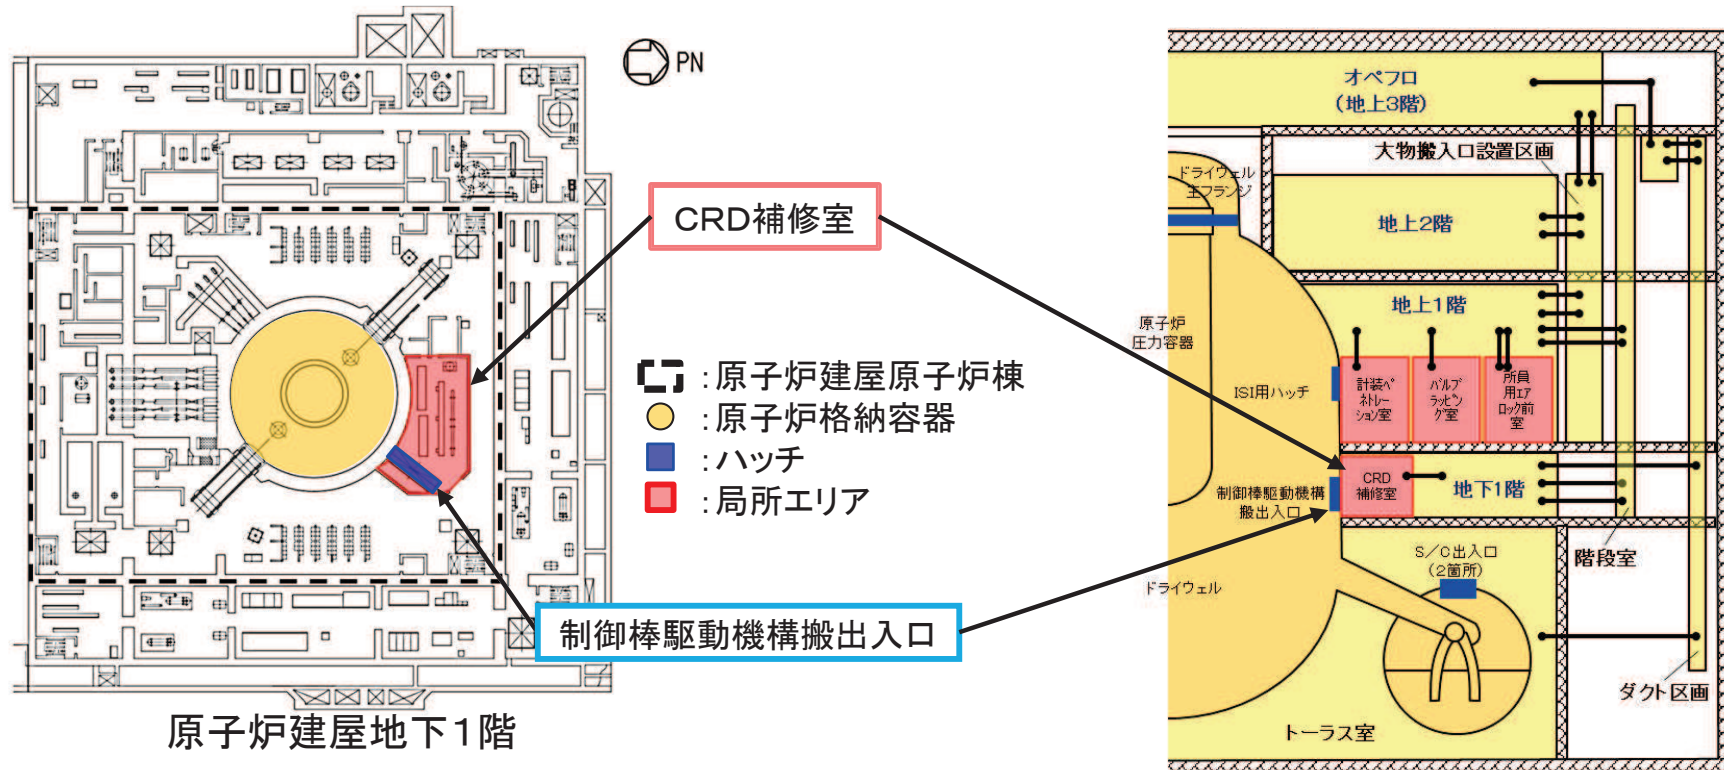 PN
CRD補修室
：原子炉建屋原子炉棟
：原子炉格納容器
：ハッチ
：局所エリア
制御棒駆動機構搬出入口
原子炉建屋地下1階
オペフロ
(地上3階)
大物搬入口設置区画
ドライウェル
主フランジ
地上2階
地上1階
原子炉
圧力容器
ISI用ハッチ
計装ペ
ネトレー
ション室
バルブ
ラッピン
グ室
所員
用エア
ロック前
室
CRD
補修室
地下1階
制御棒駆動機構
搬出入口
S／C出入口
(2箇所)
階段室
ドライウェル
ダクト区画
トーラス室